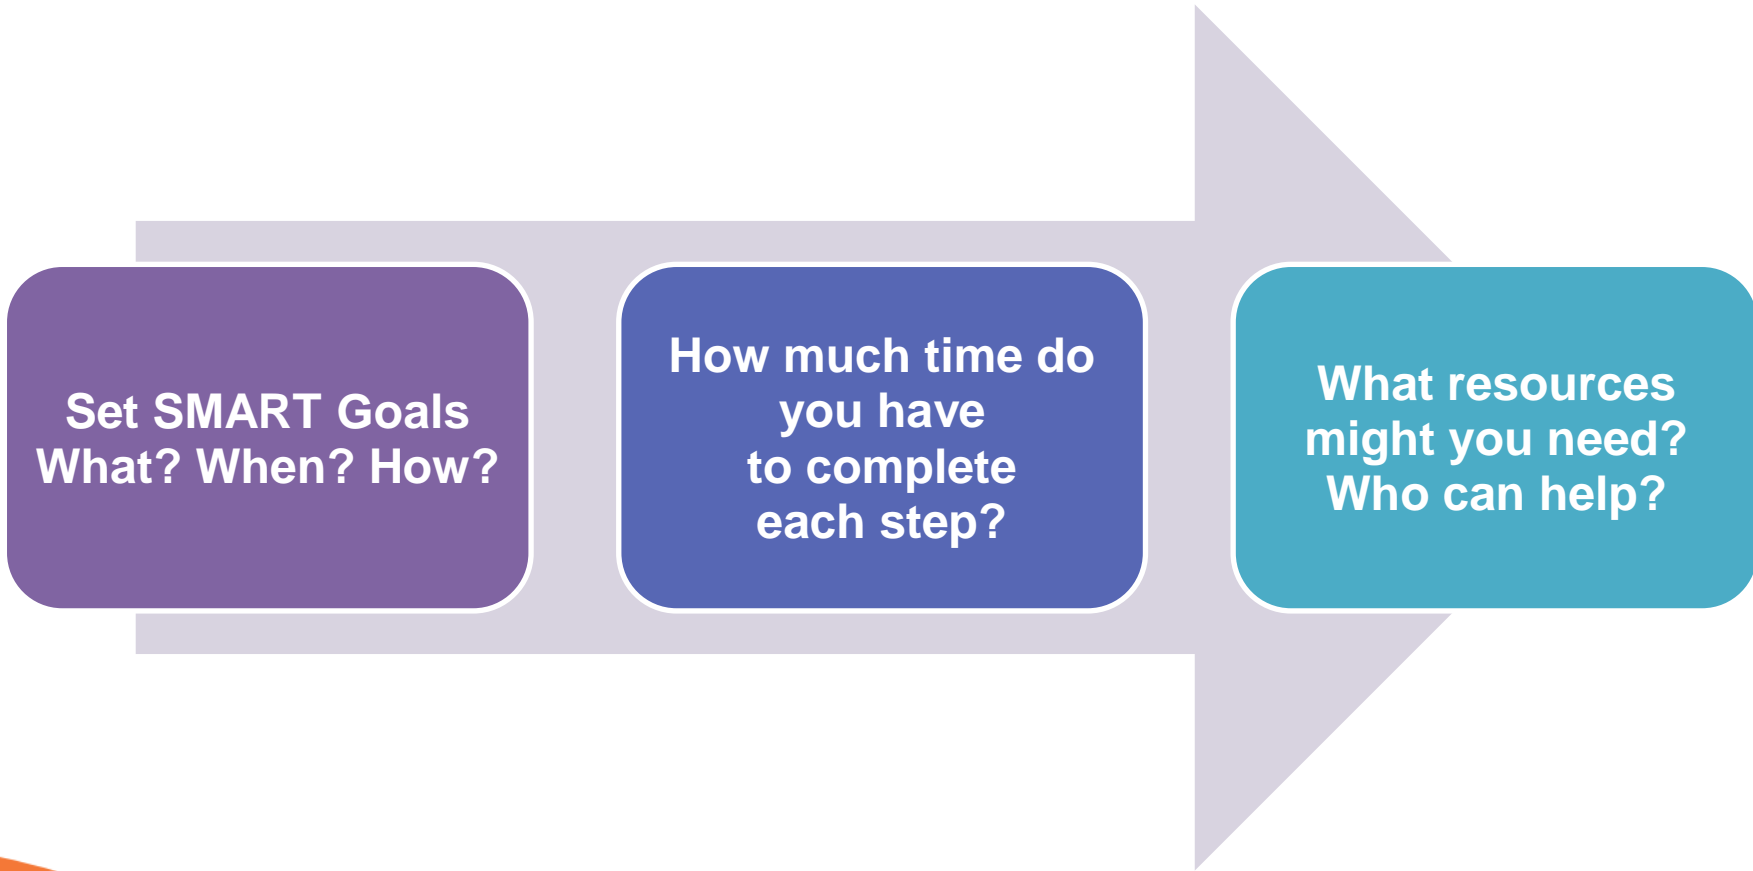 Set SMART Goals
What? When? How?
How much time do
you have
to complete
each step?
What resources
might you need?
Who can help?